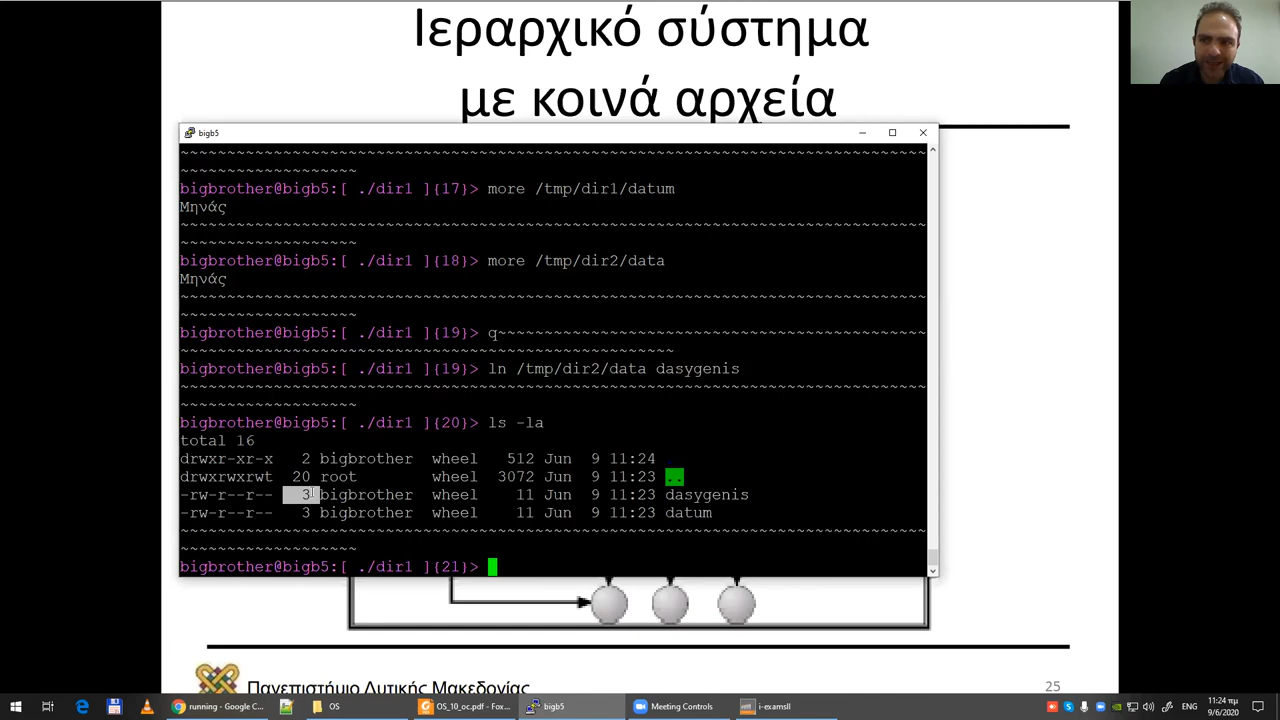 Ιεραρχικό σύστημα
με κοινά αρχεία
bigb5
~~~~~~~~~~~~~~~~~~~~~~~~~~~~~~~~~~~~~~~~~~~~~~~~~~~~~~~~~~~~~~~~~~~~~~~~~~~~~~~
~~~~~~~~~~~~~~~~~~~
bigbrother@bigb5:[ ./dir1 ]{17}> more /tmp/dir1/datum
Μηνάς
~~~~~~~~~~~~~~~~~~~~~~~~~~~~~~~~~~~~~~~~~~~~~~~~~~~~~~~~~~~~~~~~~~~~~~~~~~~~~~~
~~~~~~~~~~~~~~~~~~~
bigbrother@bigb5:[ ./dir1 ]{18}> more /tmp/dir2/data
Μηνάς
~~~~~~~~~~~~~~~~~~~~~~~~~~~~~~~~~~~~~~~~~~~~~~~~~~~~~~~~~~~~~~~~~~~~~~~~~~~~~~~
~~~~~~~~~~~~~~~~~~~
bigbrother@bigb5:[ ./dir1 ]{19}> q~~~~~~~~~~~~~~~~~~~~~~~~~~~~~~~~~~~~~~~~~~~~~
~~~~~~~~~~~~~~~~~~~~~~~~~~~~~~~~~~~~~~~~~~~~~~~~~~~~~
bigbrother@bigb5:[ ./dir1 ]{19}> ln /tmp/dir2/data dasygenis
~~~~~~~~~~~~~~~~~~~~~~~~~~~~~~~~~~~~~~~~~~~~~~~~~~~~~~~~~~~~~~~~~~~~~~~~~~~~~~~
~~~~~~~~~~~~~~~~~~~
bigbrother@bigb5:[ ./dir1 ]{20}> ls -la
total 16
drwxr-xr-x 2 bigbrother wheel 512 Jun 9 11:24
drwxrwxrwt 20 root wheel 3072 Jun 9 11:23 ..
-rw-r--r-- 3 bigbrother wheel 11 Jun 9 11:23 dasygenis
-rw-r--r-- 3 bigbrother wheel 11 Jun 9 11:23 datum
~~~~~~~~~~~~~~~~~~~~~~~~~~~~~~~~~~~~~~~~~~~~~~~~~~~~~~~~~~~~~~~~~~~~~~~~~~~~~~~
~~~~~~~~~~~~~~~~~~~
bigbrother@bigb5:[ ./dir1 ]{21}>
Πανεπιστήμιο Δυτικής Μακεδονίας
25
running - Google C... OS OS_10_oc.pdf - Fox... bigb5 Meeting Controls i-examsII
11:24 πμ
9/6/2020